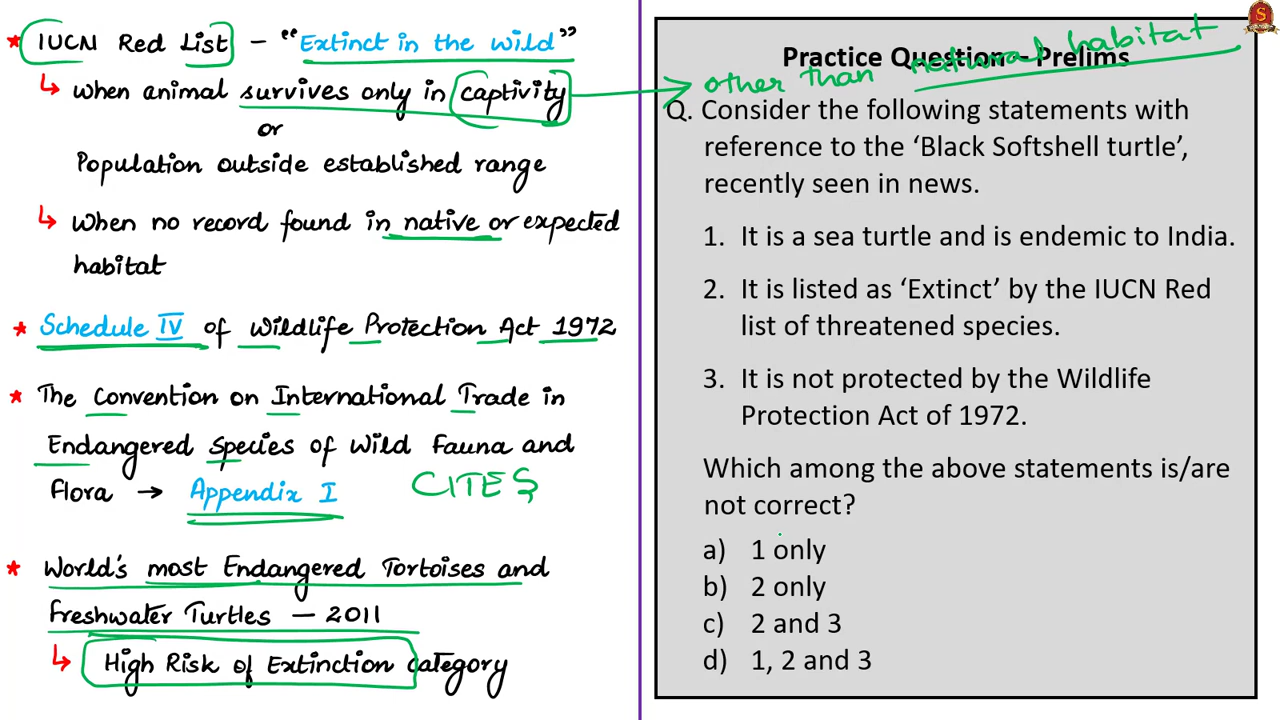 * IUCN Red List - "Extinct in the wild"
↳ when animal survives only in captivity
or
Population outside established range
↳ When no record found in native or expected
habitat
* Schedule IV of Wildlife Protection Act 1972
* The Convention on International Trade in
Endangered Species of Wild Fauna and
Flora → Appendix I CITES
* World's most Endangered Tortoises and
Freshwater Turtles - 2011
↳ High Risk of Extinction category
Practice Question - Prelims
other than natural habitat
Q. Consider the following statements with
reference to the ‘Black Softshell turtle’,
recently seen in news.
1. It is a sea turtle and is endemic to India.
2. It is listed as ‘Extinct’ by the IUCN Red
list of threatened species.
3. It is not protected by the Wildlife
Protection Act of 1972.
Which among the above statements is/are
not correct?
a) 1 only
b) 2 only
c) 2 and 3
d) 1, 2 and 3